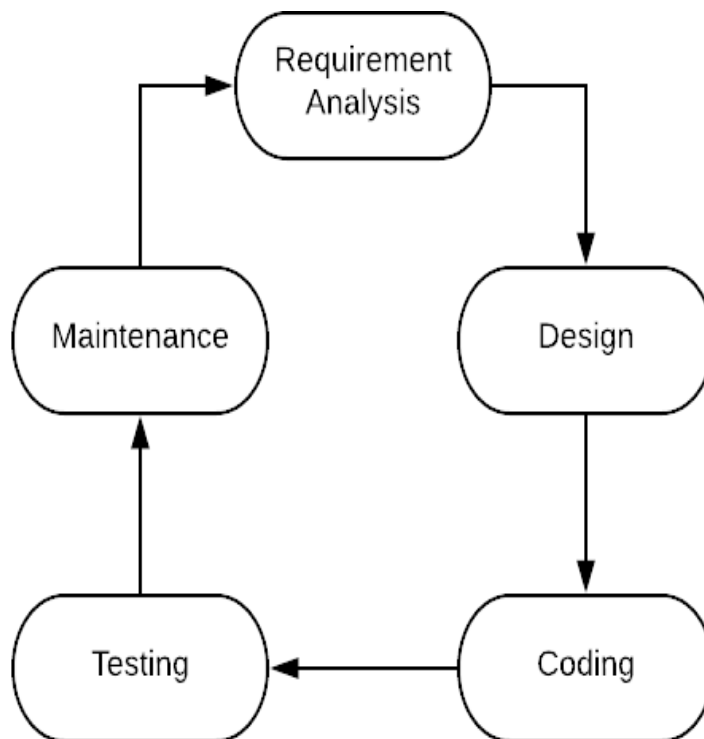 Requirement
Analysis
Design
Coding
Testing
Maintenance